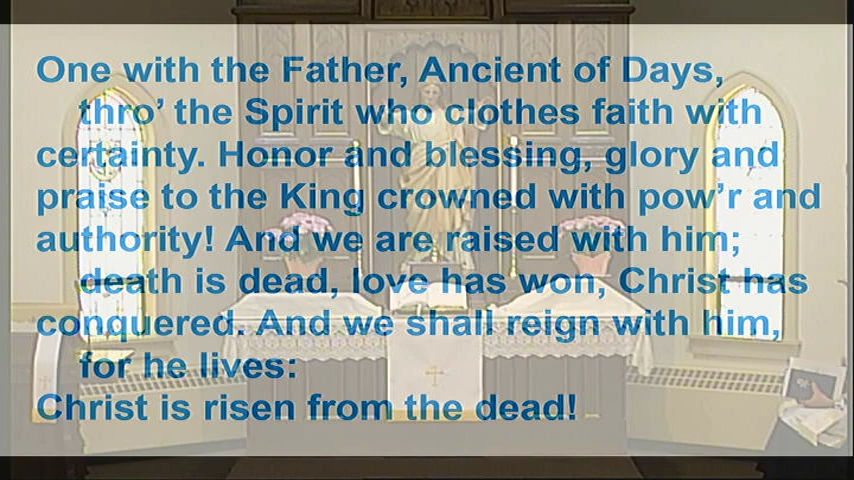 One with the Father, Ancient of Days,
thro’ the Spirit who clothes faith with
certainty. Honor and blessing, glory and
praise to the King crowned with pow’r and
authority! And we are raised with him;
death is dead, love has won, Christ has
conquered. And we shall reign with him,
for he lives:
Christ is risen from the dead!